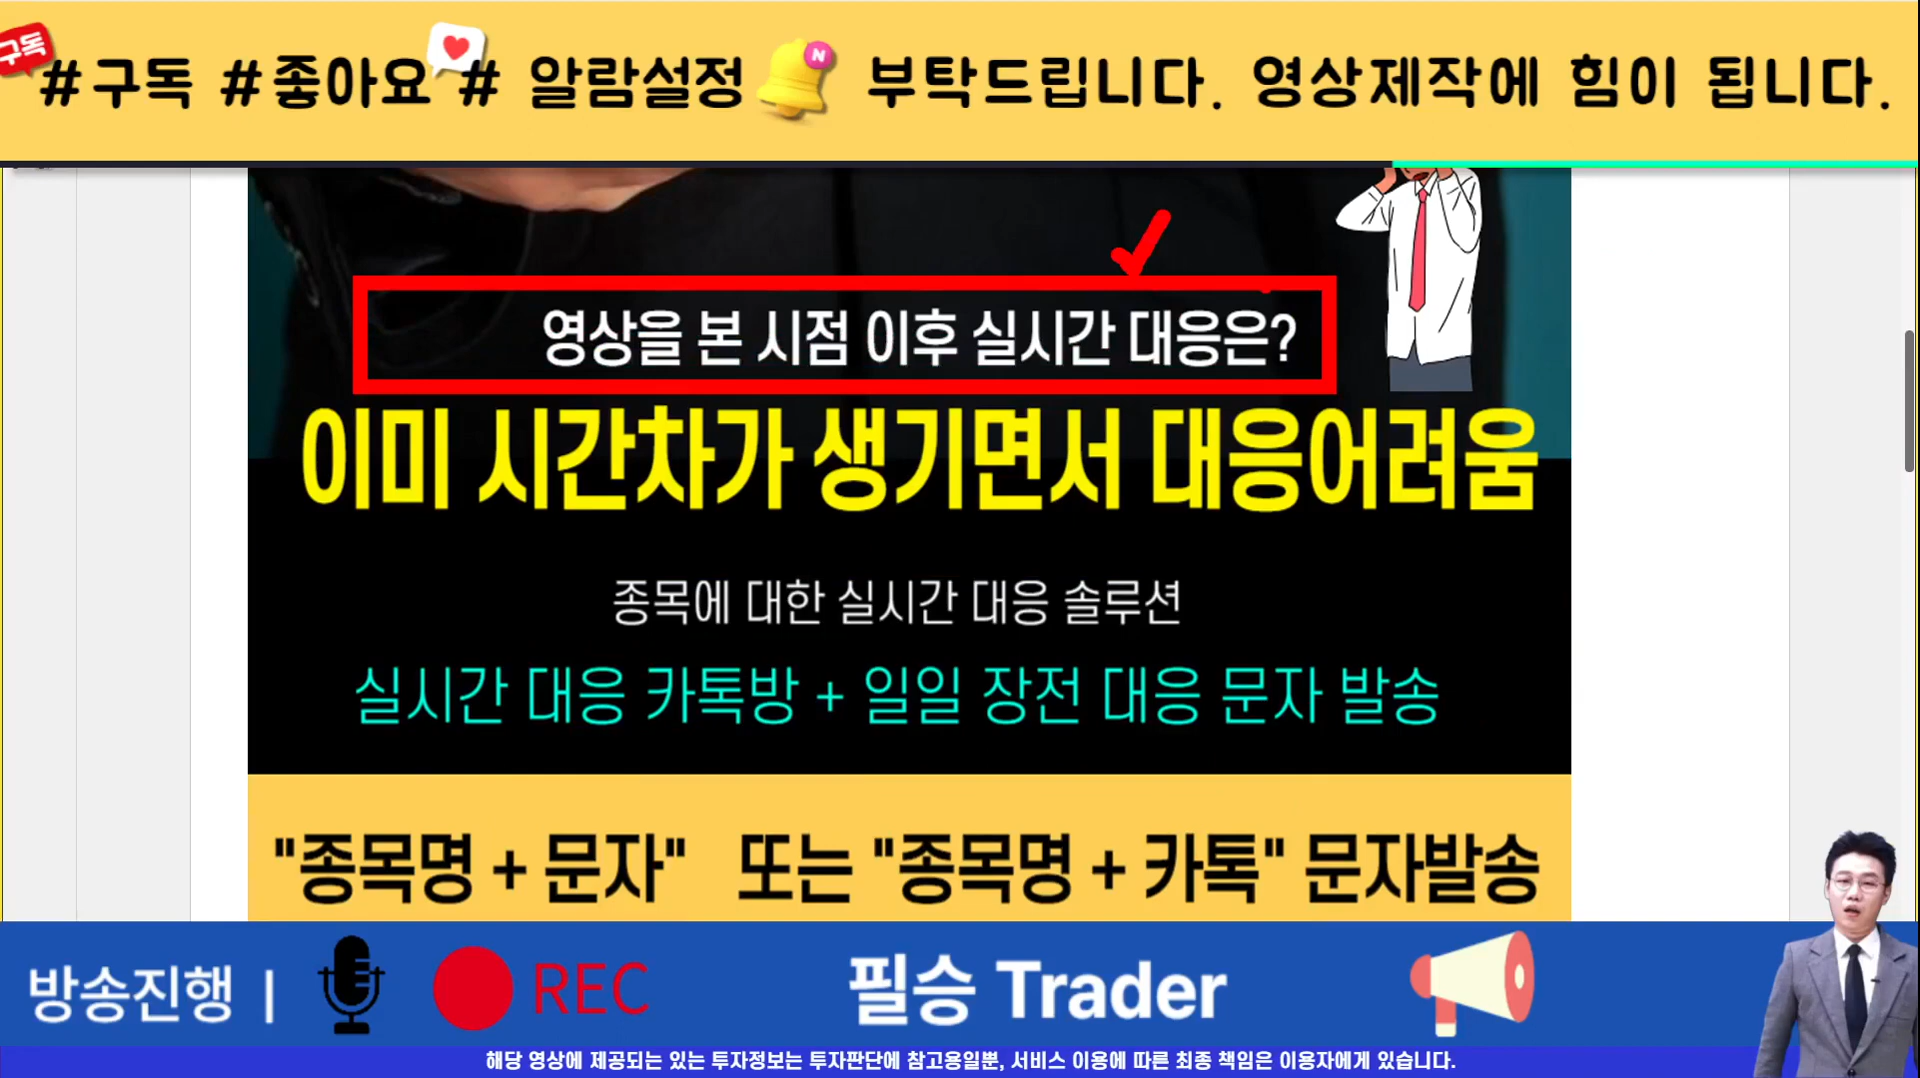 구독
#구독 #좋아요 # 알람설정 N 부탁드립니다. 영상제작에 힘이 됩니다.
영상을 본 시점 이후 실시간 대응은?
이미 시간차가 생기면서 대응어려움
종목에 대한 실시간 대응 솔루션
실시간 대응 카톡방 + 일일 장전 대응 문자 발송
"종목명 + 문자" 또는 "종목명 + 카톡" 문자발송
방송진행 | REC 필승 Trader
해당 영상에 제공되는 있는 투자정보는 투자판단에 참고용일뿐, 서비스 이용에 따른 최종 책임은 이용자에게 있습니다.